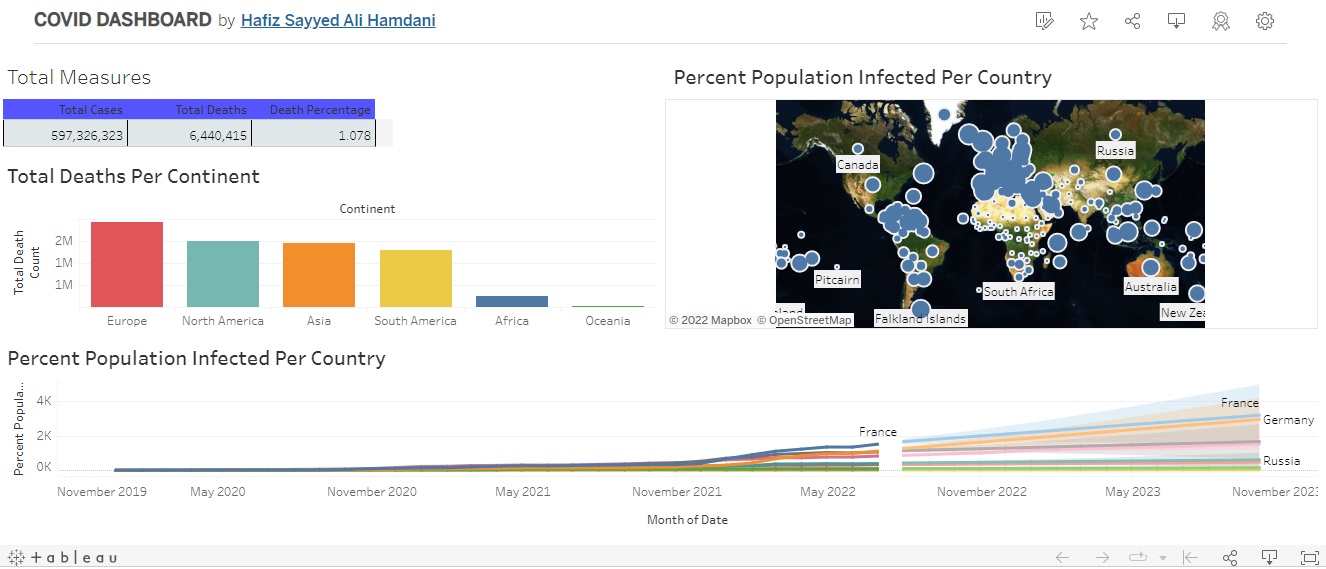 COVID DASHBOARD by Hafiz Sayyed Ali Hamdani
Total Measures
Total Cases Total Deaths Death Percentage
597,326,323 6,440,415 1.078
Total Deaths Per Continent
Continent
Total Death
Count
2M
1M
1M
Europe North America Asia South America Africa Oceania
Percent Population Infected Per Country
Canada
Russia
Pitcairn
South Africa
Australia
Falkland Islands
New Zea
© 2022 Mapbox © OpenStreetMap
Percent Population Infected Per Country
Percent Popula...
4K
2K
0K
France
France
Germany
Russia
November 2019 May 2020 November 2020 May 2021 November 2021 May 2022 November 2022 May 2023 November 2023
Month of Date
+ableau